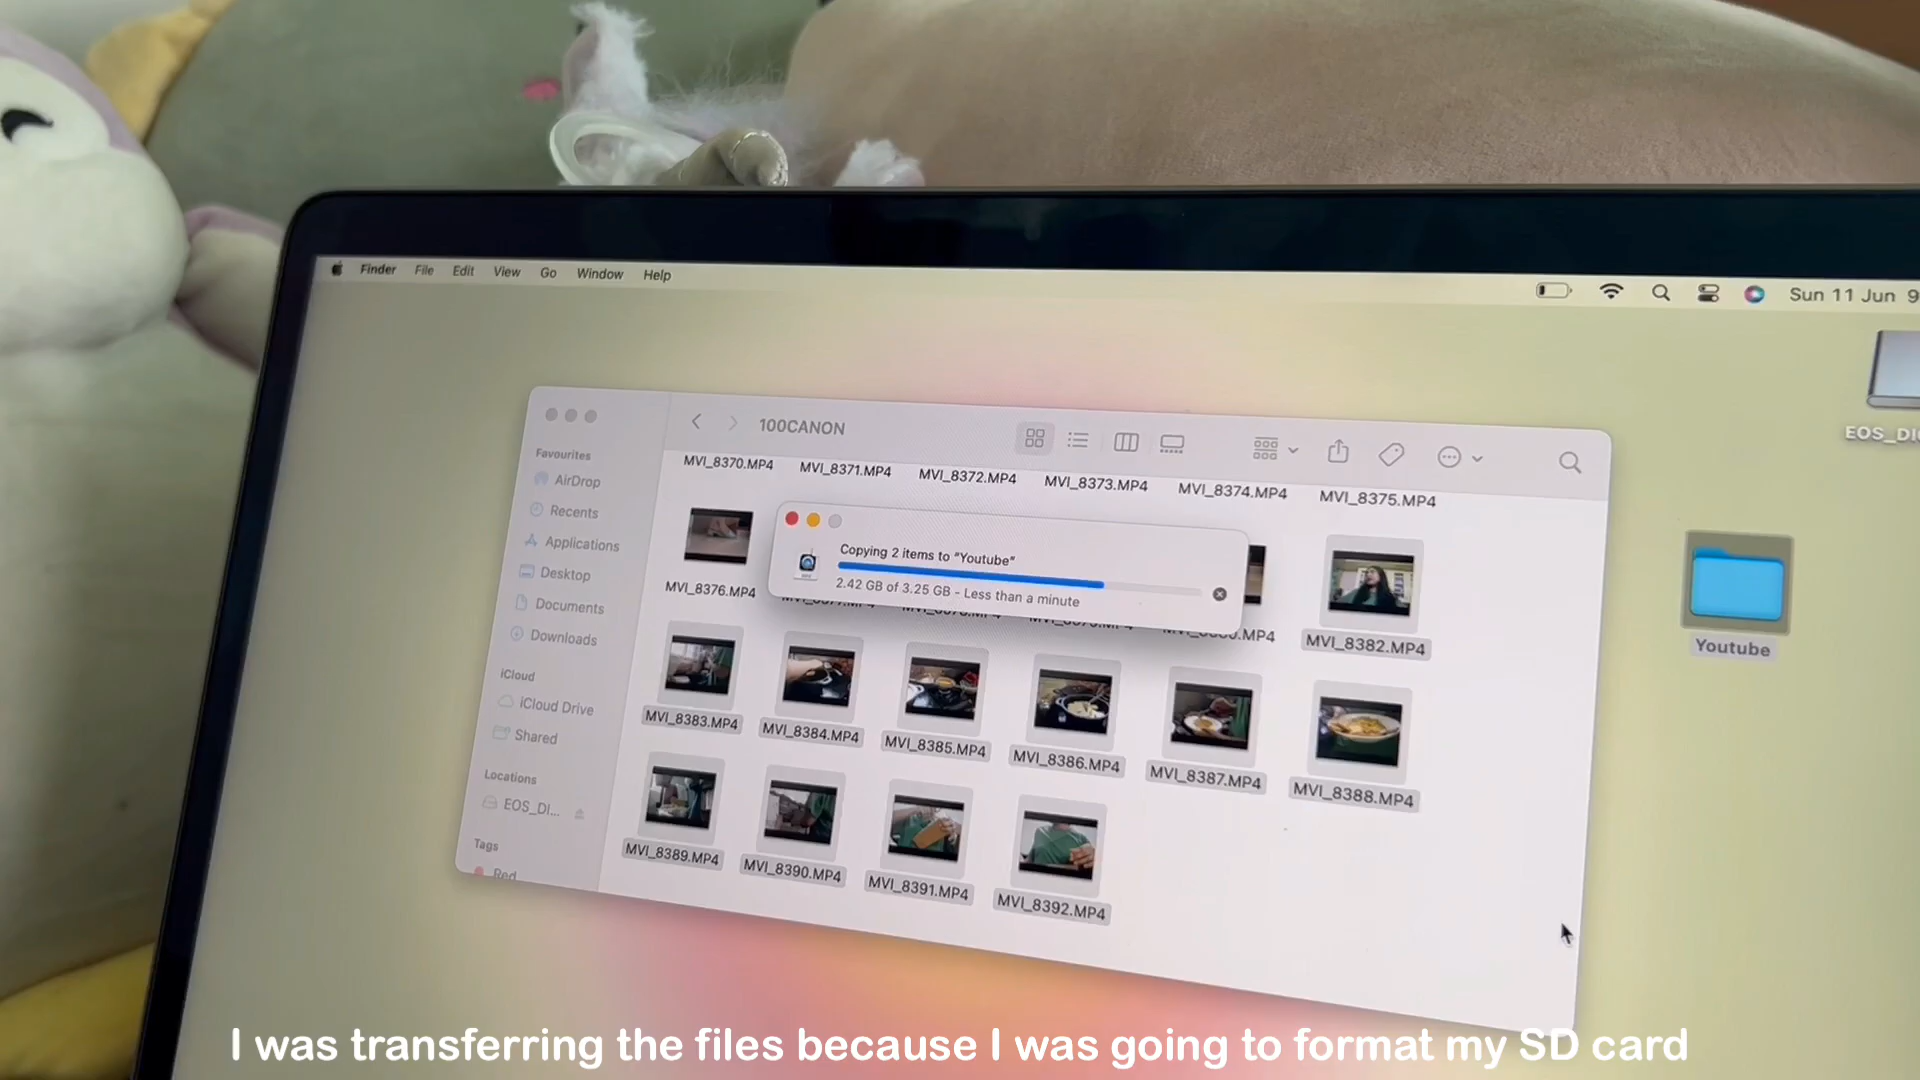 Finder File Edit View Go Window Help
Sun 11 Jun 9
100CANON
EOS_DI
Favourites
AirDrop
Recents
Applications
Desktop
Documents
Downloads
iCloud
iCloud Drive
Shared
Locations
EOS_DI...
Tags
Red
MVI_8370.MP4 MVI_8371.MP4 MVI_8372.MP4 MVI_8373.MP4 MVI_8374.MP4 MVI_8375.MP4
Copying 2 items to “Youtube”
2.42 GB of 3.25 GB - Less than a minute
MVI_8376.MP4 MVI_8382.MP4
MVI_8383.MP4 MVI_8384.MP4 MVI_8385.MP4 MVI_8386.MP4 MVI_8387.MP4 MVI_8388.MP4
MVI_8389.MP4 MVI_8390.MP4 MVI_8391.MP4 MVI_8392.MP4
Youtube
I was transferring the files because I was going to format my SD card